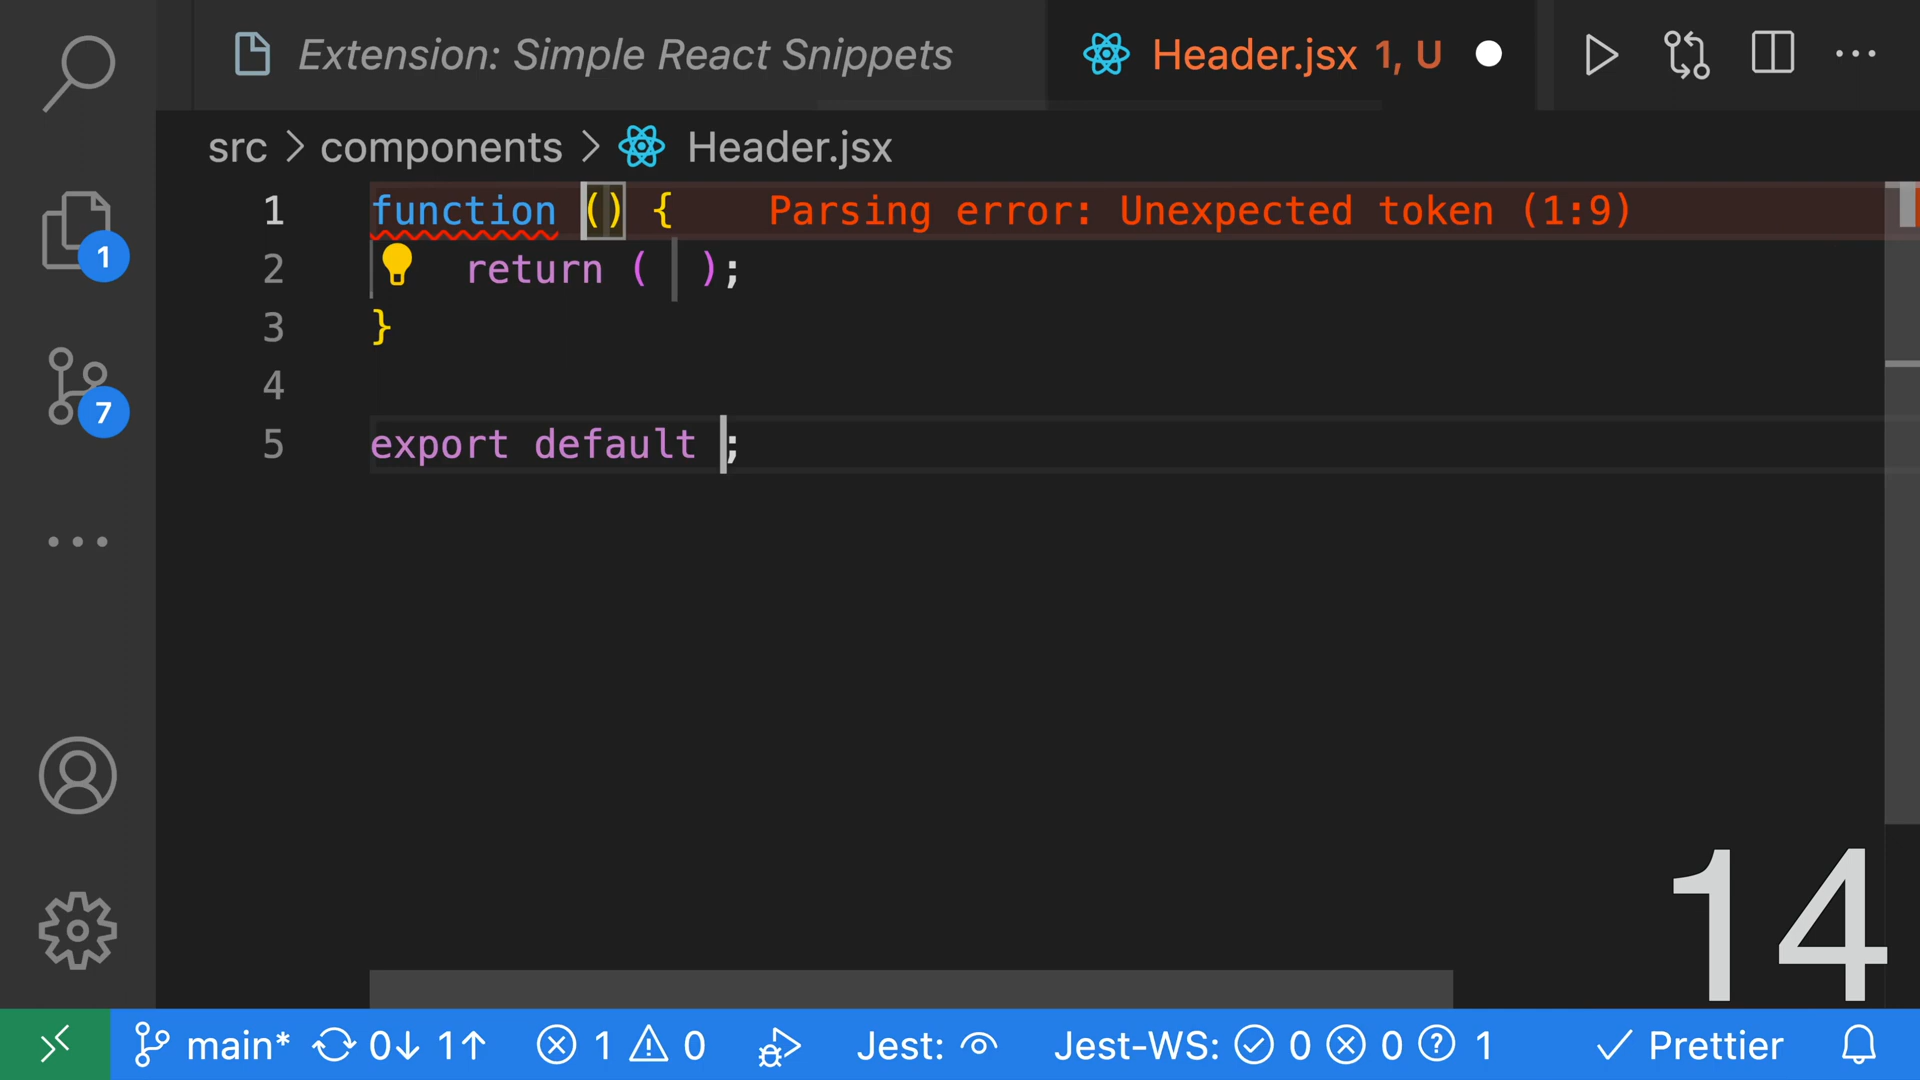 Extension: Simple React Snippets
Header.jsx 1, U
src > components > Header.jsx
1 function () { Parsing error: Unexpected token (1:9)
1
2 return ( );
3 }
7
4
5 export default ;
14
main* 0↓ 1↑ 1 0 Jest: Jest-WS: 0 0 1 Prettier